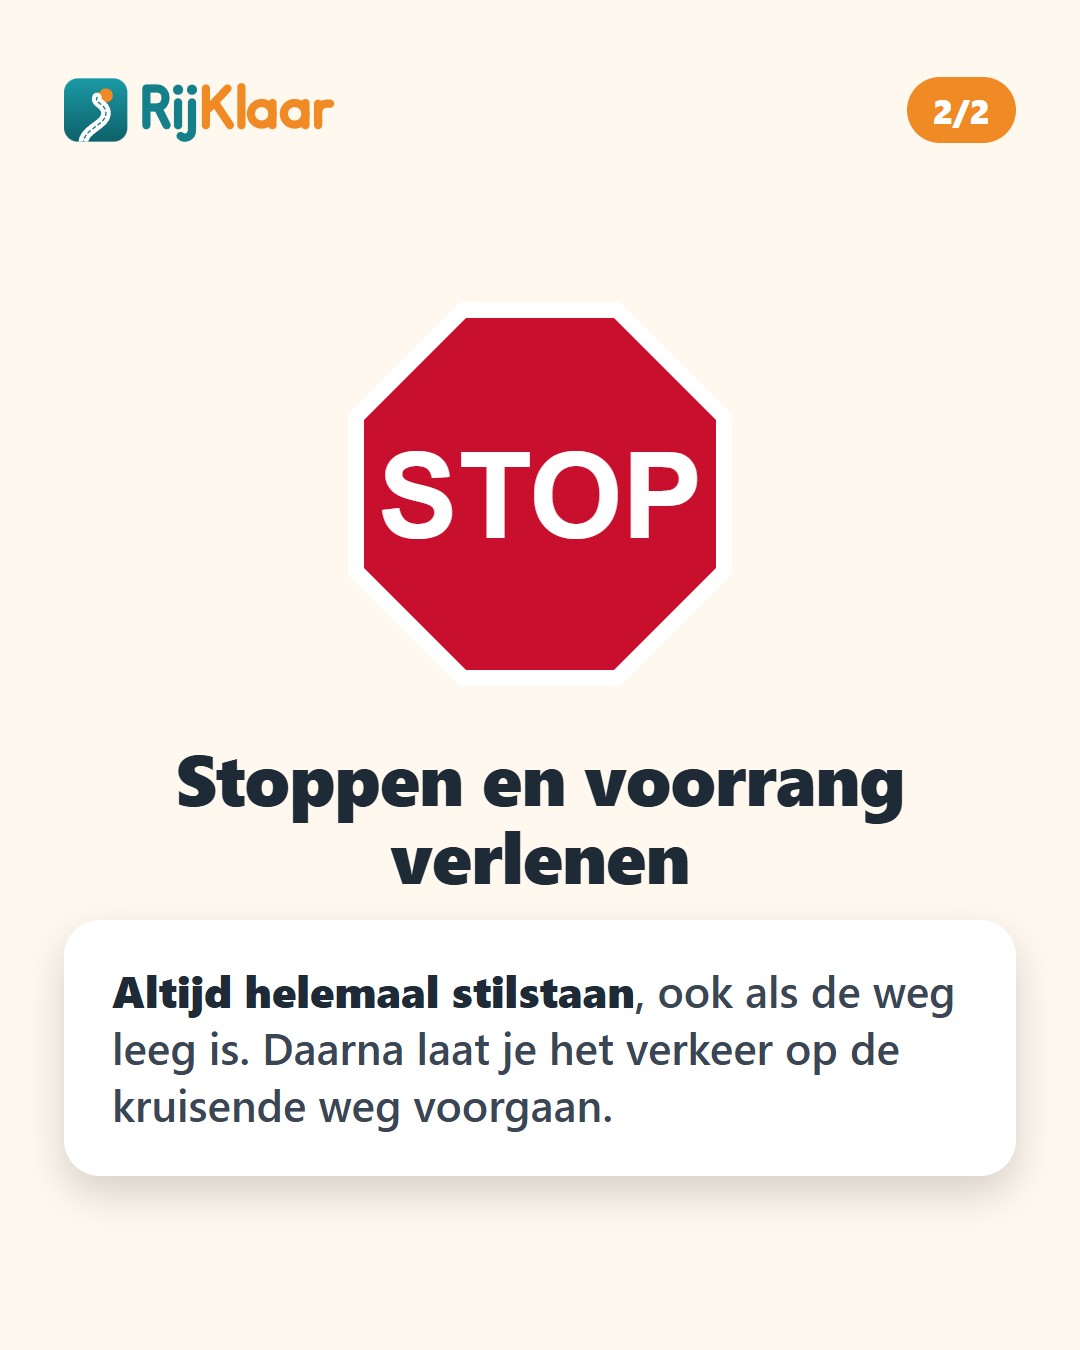 RijKlaar
2/2
STOP
Stoppen en voorrang
verlenen
Altijd helemaal stilstaan, ook als de weg
leeg is. Daarna laat je het verkeer op de
kruisende weg voorgaan.